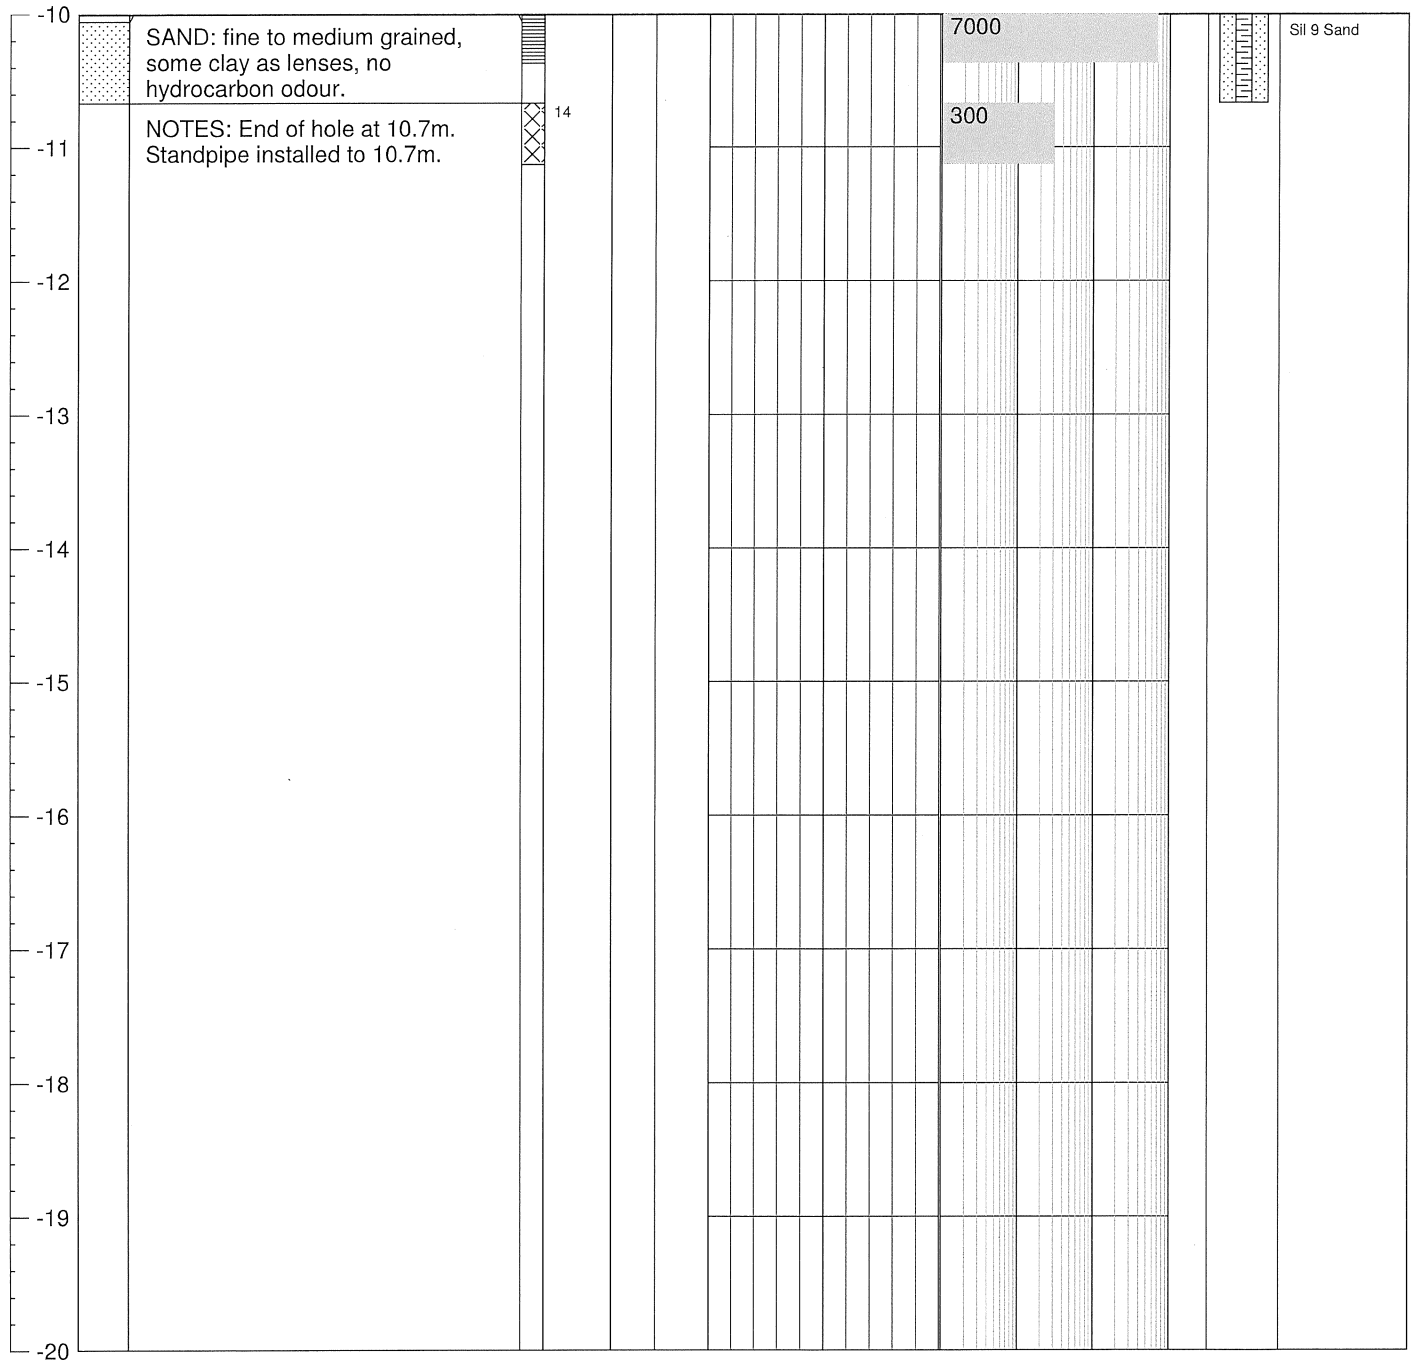 -10
SAND: fine to medium grained,
some clay as lenses, no
hydrocarbon odour.
7000
Sil 9 Sand
14
300
NOTES: End of hole at 10.7m.
Standpipe installed to 10.7m.
-11
-12
-13
-14
-15
-16
-17
-18
-19
-20